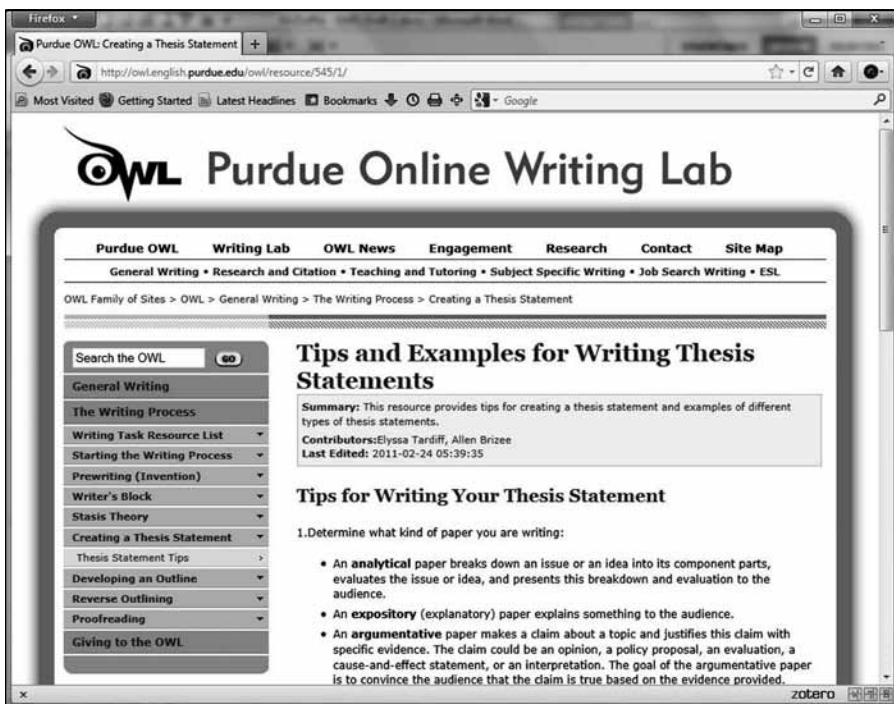 Firefox
Purdue OWL: Creating a Thesis Statement +
http://owl.english.purdue.edu/owl/resource/545/1/
Most Visited Getting Started Latest Headlines Bookmarks Google
OWL Purdue Online Writing Lab
Purdue OWL Writing Lab OWL News Engagement Research Contact Site Map
General Writing • Research and Citation • Teaching and Tutoring • Subject Specific Writing • Job Search Writing • ESL
OWL Family of Sites > OWL > General Writing > The Writing Process > Creating a Thesis Statement
Search the OWL GO
General Writing
The Writing Process
Writing Task Resource List
Starting the Writing Process
Prewriting (Invention)
Writer's Block
Stasis Theory
Creating a Thesis Statement
Thesis Statement Tips
Developing an Outline
Reverse Outlining
Proofreading
Giving to the OWL
Tips and Examples for Writing Thesis
Statements
Summary: This resource provides tips for creating a thesis statement and examples of different
types of thesis statements.
Contributors:Elyssa Tardiff, Allen Brizee
Last Edited: 2011-02-24 05:39:35
Tips for Writing Your Thesis Statement
1.Determine what kind of paper you are writing:
• An analytical paper breaks down an issue or an idea into its component parts,
evaluates the issue or idea, and presents this breakdown and evaluation to the
audience.
• An expository (explanatory) paper explains something to the audience.
• An argumentative paper makes a claim about a topic and justifies this claim with
specific evidence. The claim could be an opinion, a policy proposal, an evaluation, a
cause-and-effect statement, or an interpretation. The goal of the argumentative paper
is to convince the audience that the claim is true based on the evidence provided.
zotero